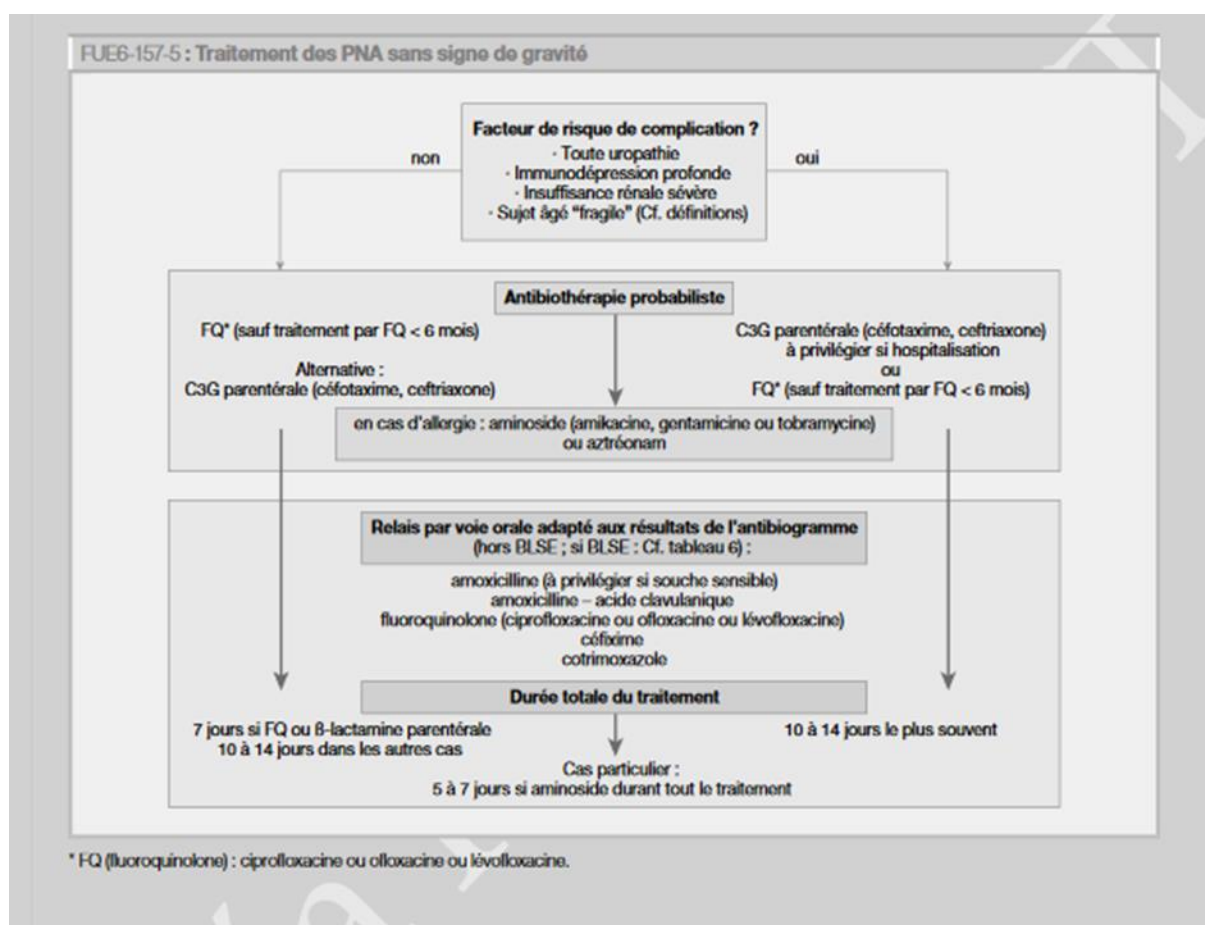 FUE6-157-5 : Traitement des PNA sans signe de gravité
Facteur de risque de complication ?
· Toute uropathie
· Immunodépression profonde
· Insuffisance rénale sévère
· Sujet âgé "fragile" (Cf. définitions)
non
oui
Antibiothérapie probabiliste
FQ* (sauf traitement par FQ < 6 mois)
Alternative :
C3G parentérale (céfotaxime, ceftriaxone)
C3G parentérale (céfotaxime, ceftriaxone)
à privilégier si hospitalisation
ou
FQ* (sauf traitement par FQ < 6 mois)
en cas d'allergie : aminoside (amikacine, gentamicine ou tobramycine)
ou aztréonam
Relais par voie orale adapté aux résultats de l'antibiogramme
(hors BLSE ; si BLSE : Cf. tableau 6) :
amoxicilline (à privilégier si souche sensible)
amoxicilline – acide clavulanique
fluoroquinolone (ciprofloxacine ou ofloxacine ou lévofloxacine)
céfixime
cotrimoxazole
Durée totale du traitement
7 jours si FQ ou ß-lactamine parentérale
10 à 14 jours dans les autres cas
10 à 14 jours le plus souvent
Cas particulier :
5 à 7 jours si aminoside durant tout le traitement
* FQ (fluoroquinolone) : ciprofloxacine ou ofloxacine ou lévofloxacine.